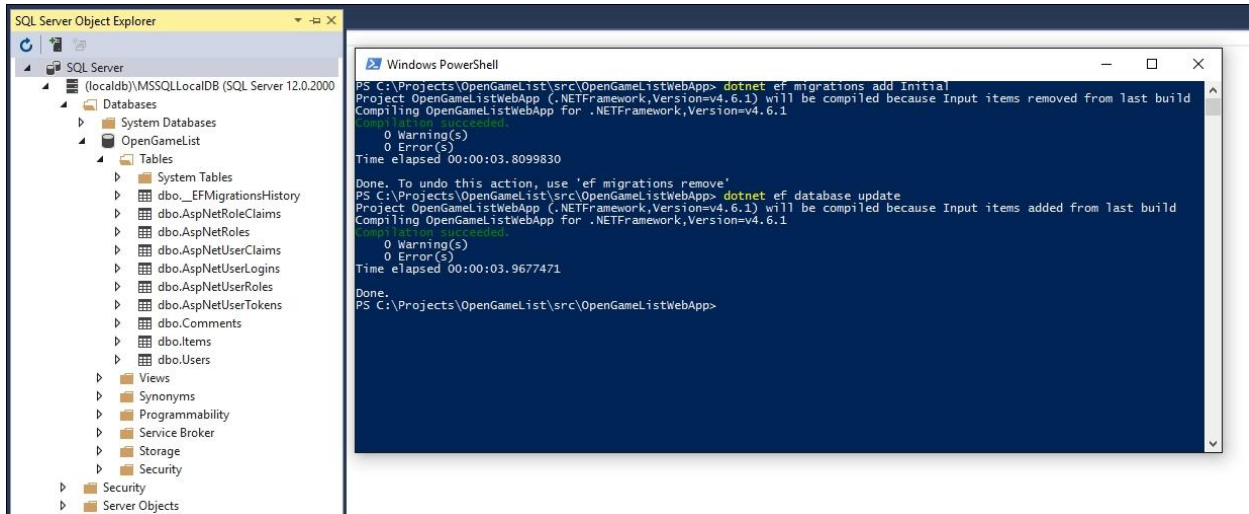 SQL Server Object Explorer
SQL Server
(localdb)\MSSQLLocalDB (SQL Server 12.0.2000
Databases
System Databases
OpenGameList
Tables
System Tables
dbo.__EFMigrationsHistory
dbo.AspNetRoleClaims
dbo.AspNetRoles
dbo.AspNetUserClaims
dbo.AspNetUserLogins
dbo.AspNetUserRoles
dbo.AspNetUserTokens
dbo.Comments
dbo.Items
dbo.Users
Views
Synonyms
Programmability
Service Broker
Storage
Security
Security
Server Objects
Windows PowerShell
PS C:\Projects\OpenGameList\src\OpenGameListWebApp> dotnet ef migrations add Initial
Project OpenGameListWebApp (.NETFramework,Version=v4.6.1) will be compiled because Input items removed from last build
Compiling OpenGameListWebApp for .NETFramework,Version=v4.6.1
Compilation succeeded.
0 Warning(s)
0 Error(s)
Time elapsed 00:00:03.8099830
Done. To undo this action, use 'ef migrations remove'
PS C:\Projects\OpenGameList\src\OpenGameListWebApp> dotnet ef database update
Project OpenGameListWebApp (.NETFramework,Version=v4.6.1) will be compiled because Input items added from last build
Compiling OpenGameListWebApp for .NETFramework,Version=v4.6.1
Compilation succeeded.
0 Warning(s)
0 Error(s)
Time elapsed 00:00:03.9677471
Done.
PS C:\Projects\OpenGameList\src\OpenGameListWebApp>